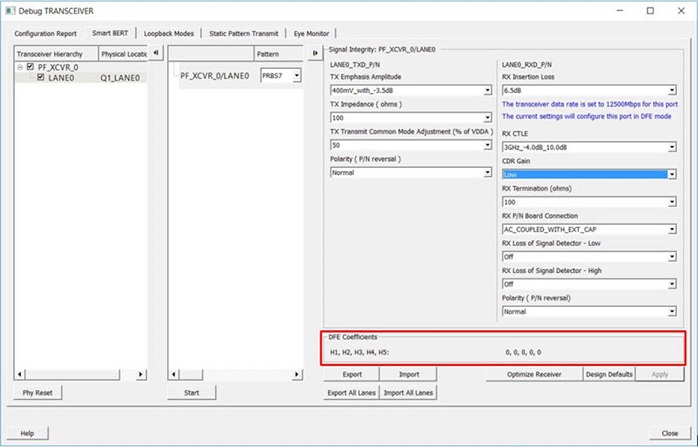 Debug TRANSCEIVER
Configuration Report Smart BERT Loopback Modes Static Pattern Transmit Eye Monitor
Transceiver Hierarchy Physical Locatio
PF_XCVR_0
LANE0 Q1_LANE0
Pattern
PF_XCVR_0/LANE0 PRBS7
Signal Integrity: PF_XCVR_0/LANE0
LANE0_TXD_P/N
TX Emphasis Amplitude
400mV_with_-3.5dB
TX Impedance ( ohms )
100
TX Transmit Common Mode Adjustment (% of VDDA )
50
Polarity ( P/N reversal )
Normal
LANE0_RXD_P/N
RX Insertion Loss
6.5dB
The transceiver data rate is set to 12500Mbps for this port
The current settings will configure this port in DFE mode
RX CTLE
3GHz_-4.0dB_10.0dB
CDR Gain
Low
RX Termination (ohms)
100
RX P/N Board Connection
AC_COUPLED_WITH_EXT_CAP
RX Loss of Signal Detector - Low
Off
RX Loss of Signal Detector - High
Off
Polarity ( P/N reversal)
Normal
DFE Coefficients
H1, H2, H3, H4, H5: 0, 0, 0, 0, 0
Export Import Optimize Receiver Design Defaults Apply
Phy Reset Start Export All Lanes Import All Lanes
Help Close